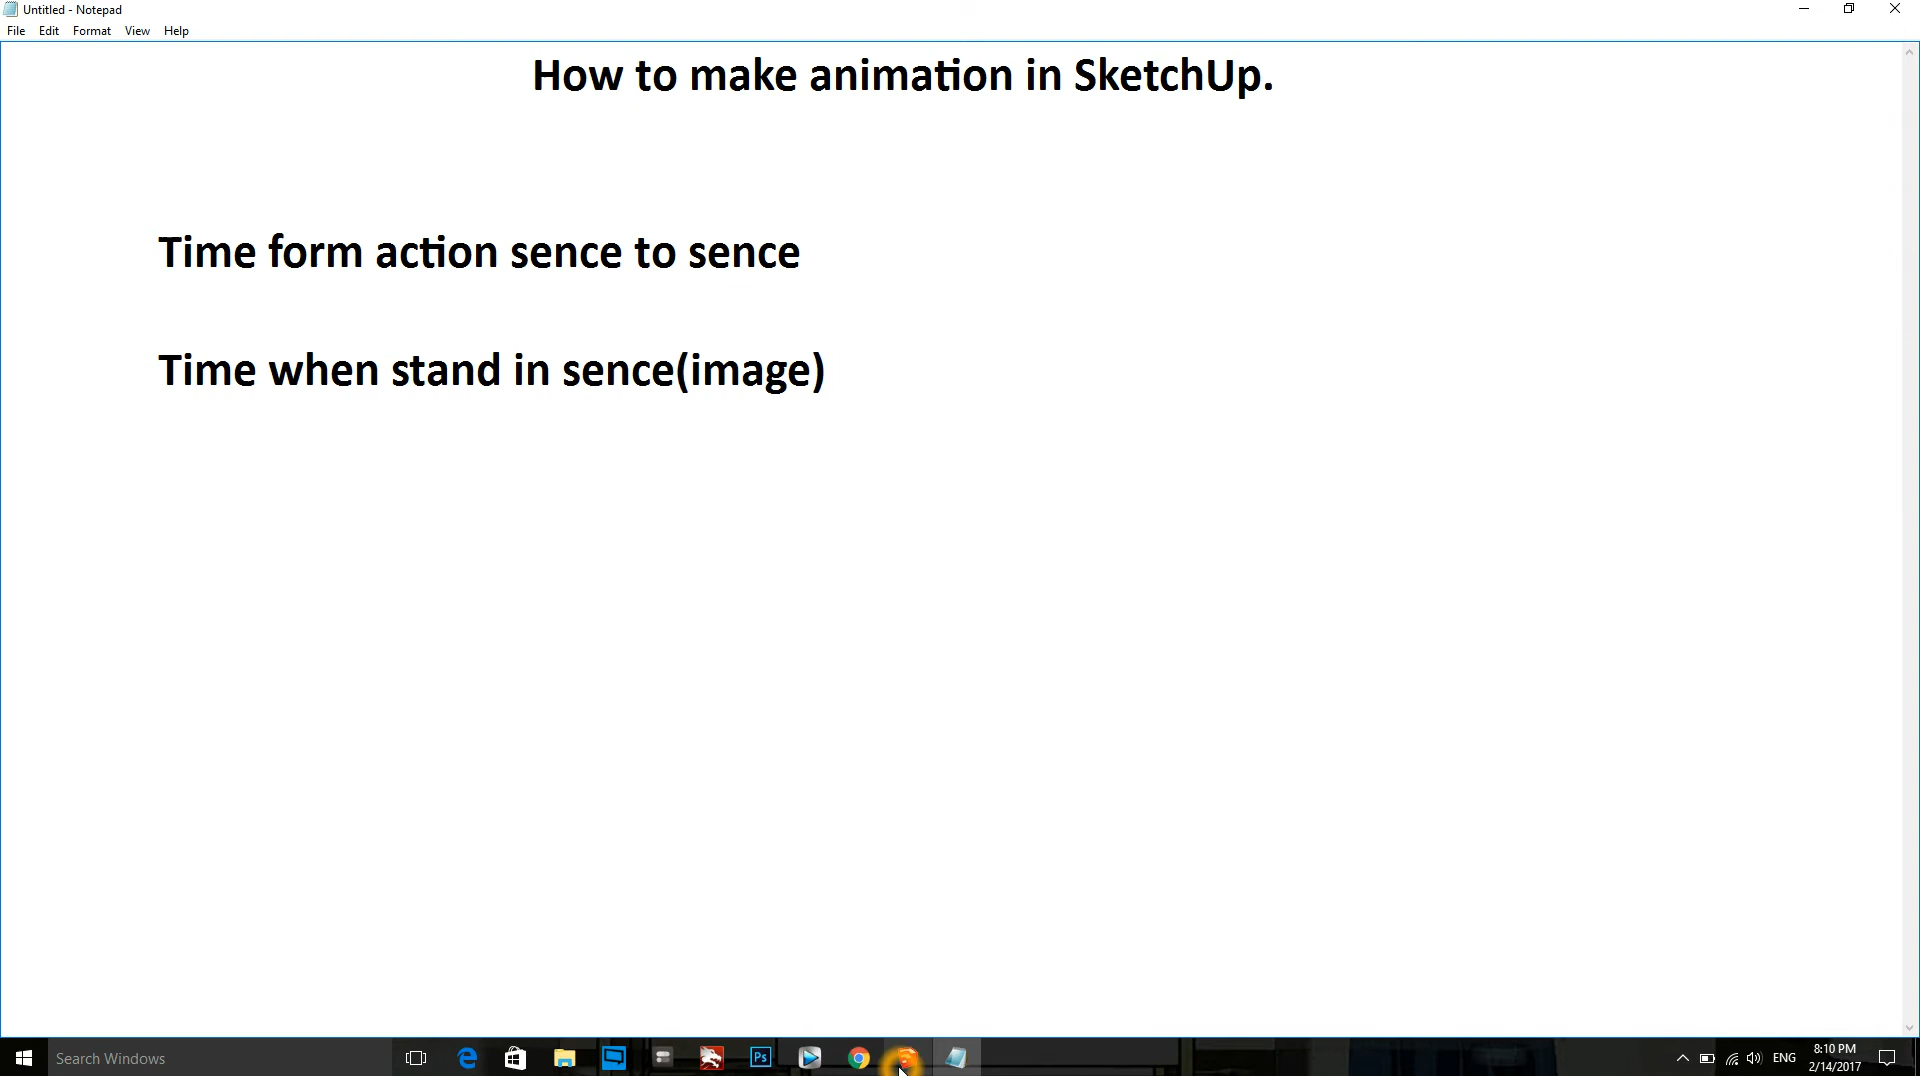 Untitled - Notepad
File Edit Format View Help
How to make animation in SketchUp.
Time form action sence to sence
Time when stand in sence(image)
Search Windows
Ps
ENG
8:10 PM
2/14/2017